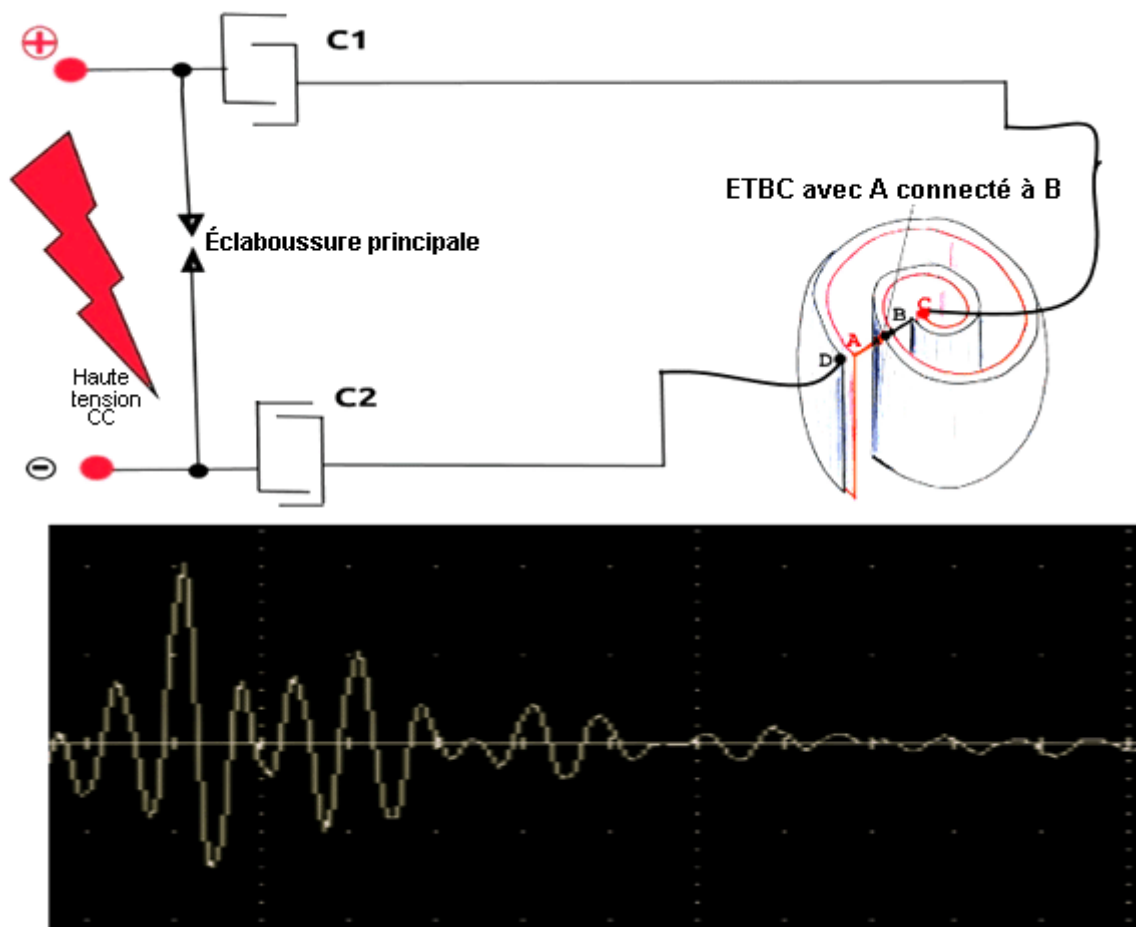 ⊕
C1
ETBC avec A connecté à B
Éclaboussure principale
C
B
A
D
Haute
tension
CC
C2
⊖